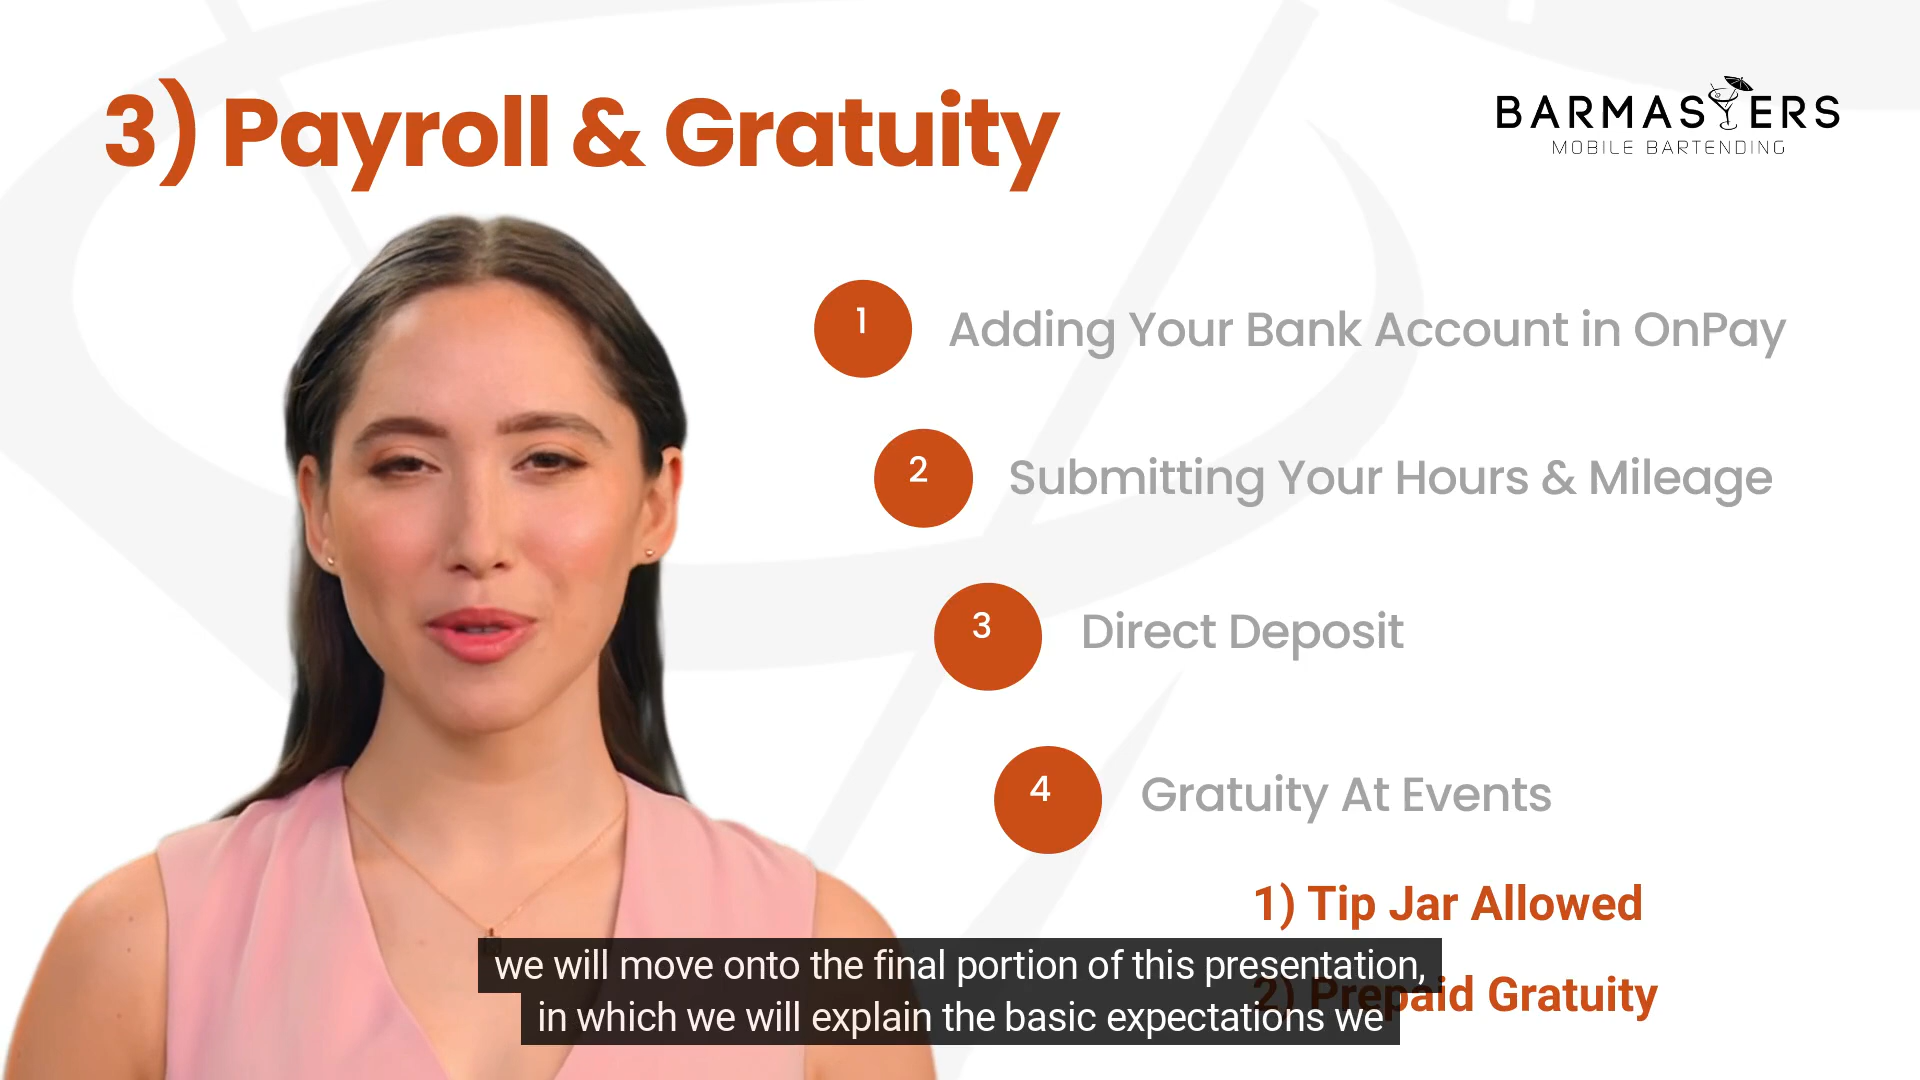 3) Payroll & Gratuity
BARMASTERS
MOBILE BARTENDING
1 Adding Your Bank Account in OnPay
2 Submitting Your Hours & Mileage
3 Direct Deposit
4 Gratuity At Events
1) Tip Jar Allowed
2) Prepaid Gratuity
we will move onto the final portion of this presentation,
in which we will explain the basic expectations we